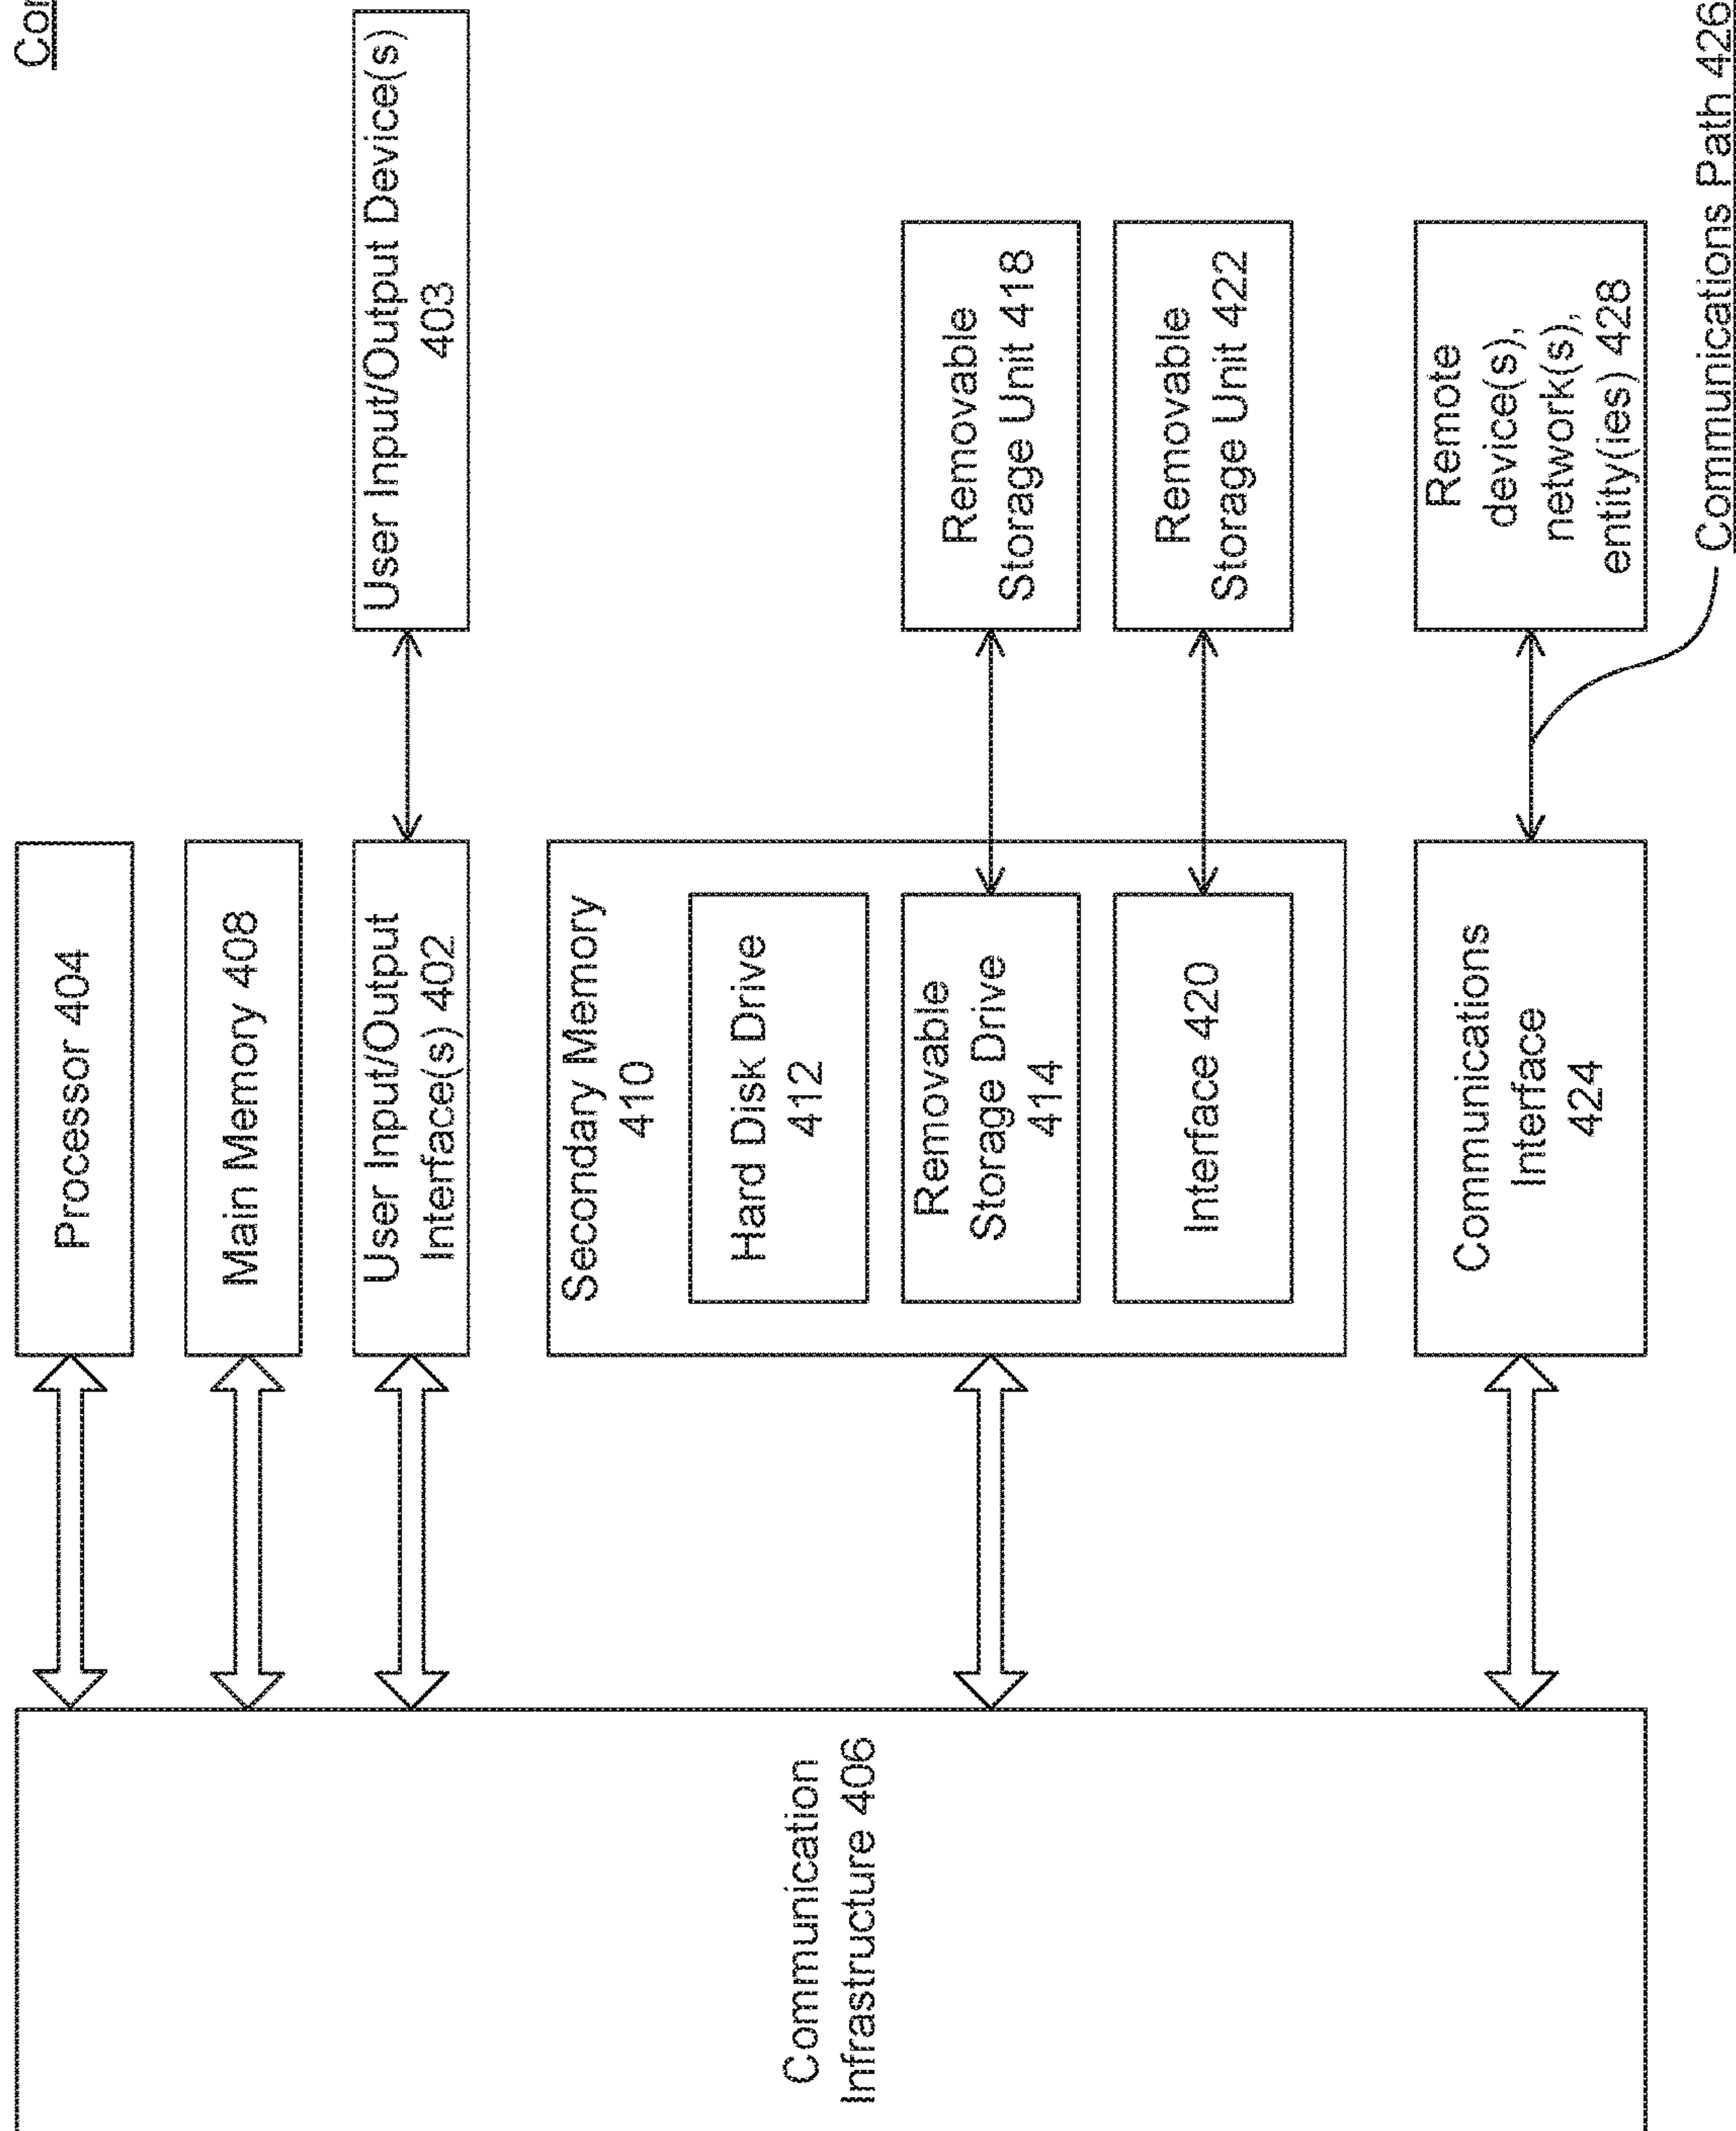 Processor 404
Main Memory 408
User Input/Output
Interface(s) 402
User Input/Output Device(s)
403
Secondary Memory
410
Hard Disk Drive
412
Removable
Storage Drive
414
Removable
Storage Unit 418
Interface 420
Removable
Storage Unit 422
Communications
Interface
424
Remote
device(s),
network(s),
entity(ies) 428
Communications Path 426
Communication
Infrastructure 406